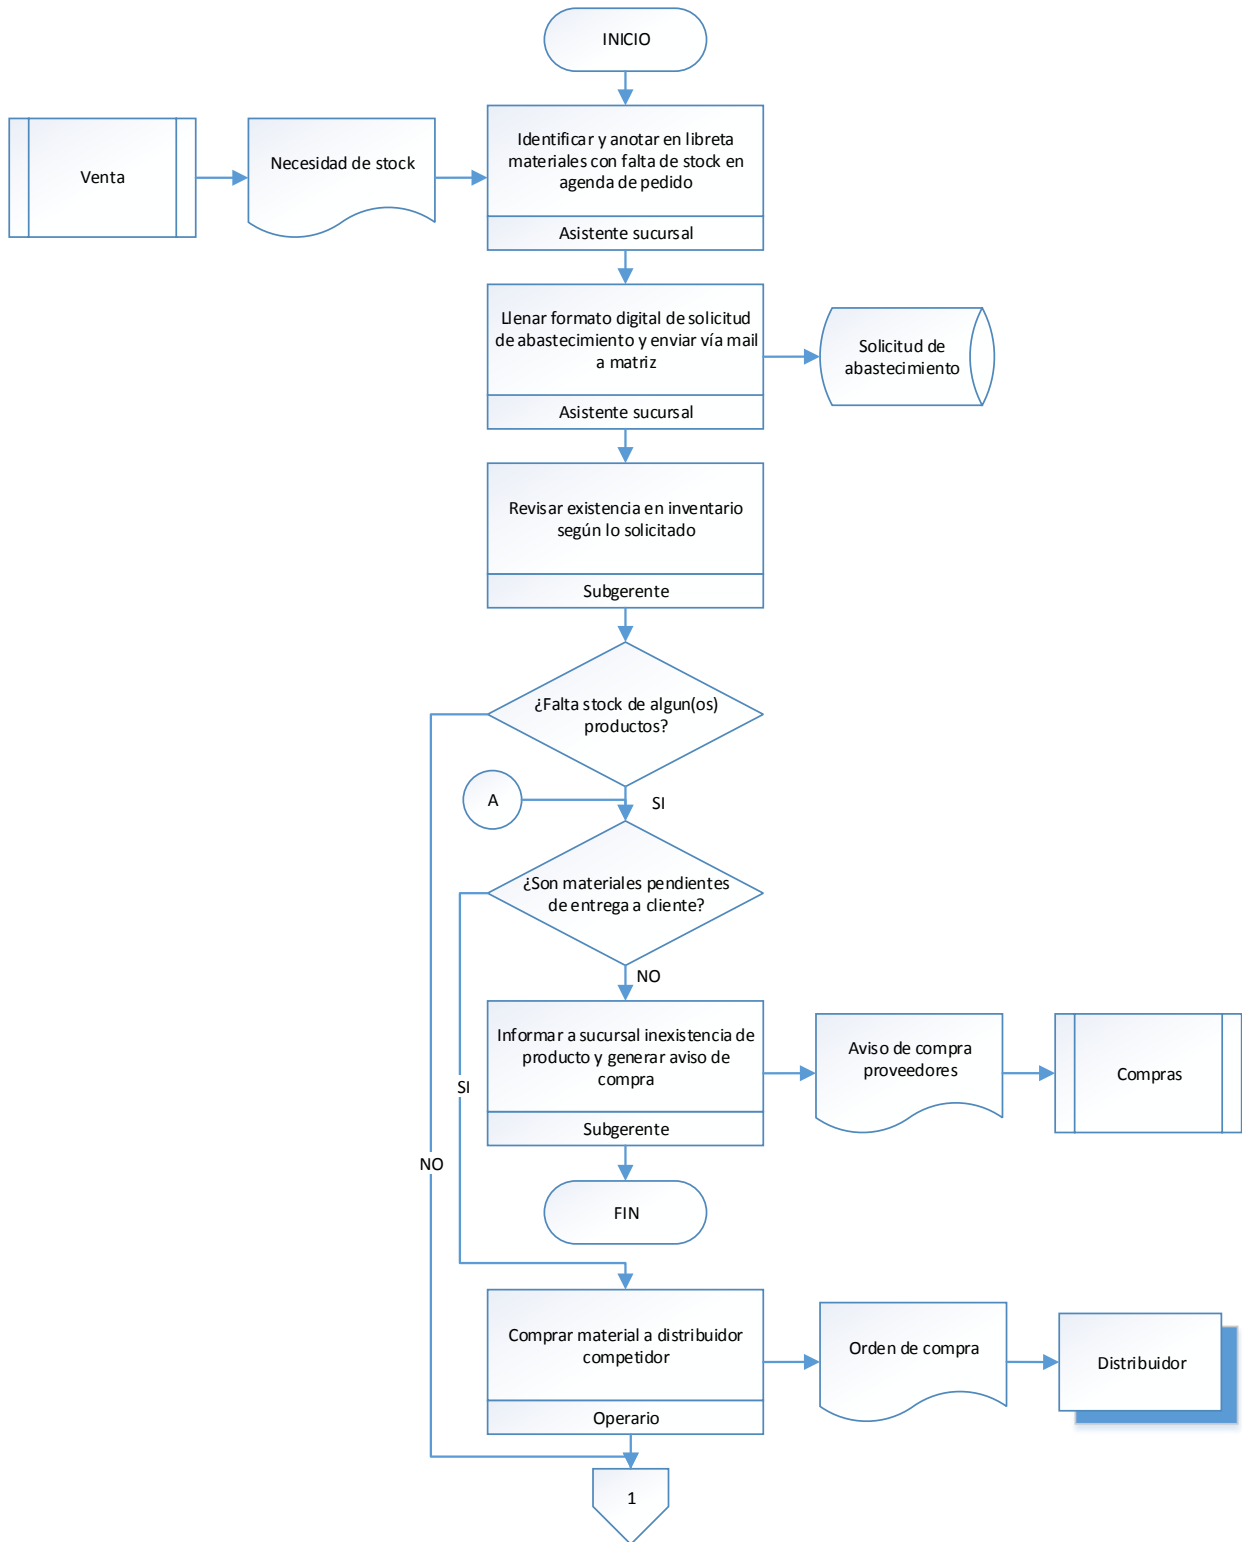 INICIO
Identificar y anotar en libreta
materiales con falta de stock en
agenda de pedido
Asistente sucursal
Venta
Necesidad de stock
Llenar formato digital de solicitud
de abastecimiento y enviar vía mail
a matriz
Asistente sucursal
Solicitud de
abastecimiento
Revisar existencia en inventario
según lo solicitado
Subgerente
¿Falta stock de algun(os)
productos?
A
SI
¿Son materiales pendientes
de entrega a cliente?
NO
Informar a sucursal inexistencia de
producto y generar aviso de
compra
Subgerente
Aviso de compra
proveedores
Compras
SI
NO
FIN
Comprar material a distribuidor
competidor
Operario
Orden de compra
Distribuidor
1